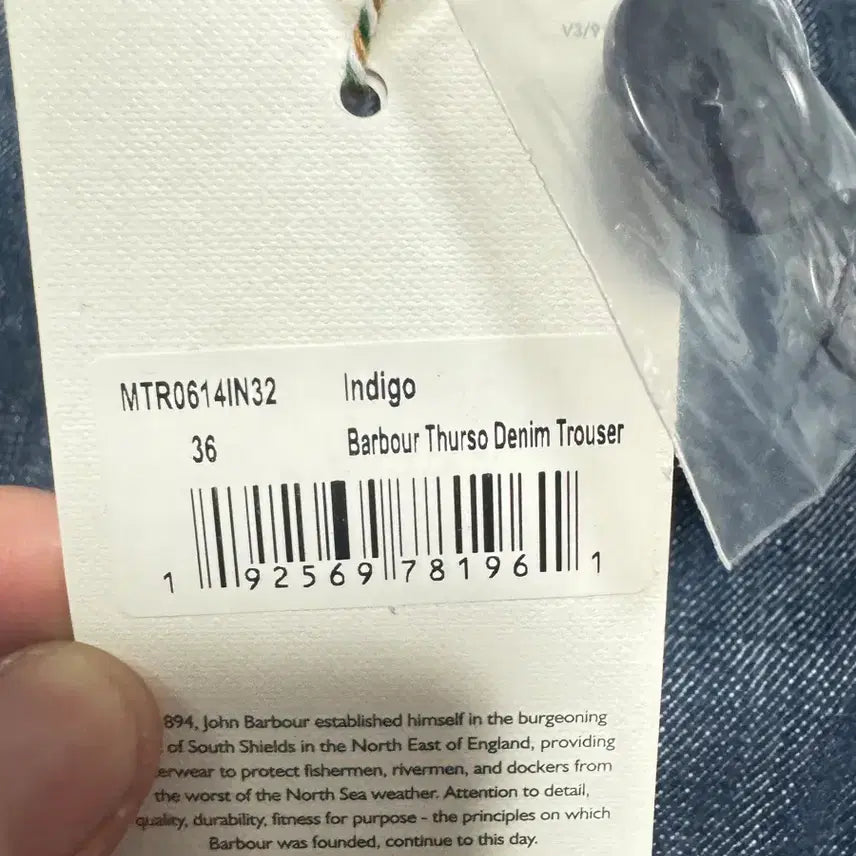 V3/9
MTR0614IN32 Indigo
36 Barbour Thurso Denim Trouser
1 92569 78196 1
894, John Barbour established himself in the burgeoning
of South Shields in the North East of England, providing
erwear to protect fishermen, rivermen, and dockers from
the worst of the North Sea weather. Attention to detail,
quality, durability, fitness for purpose - the principles on which
Barbour was founded, continue to this day.